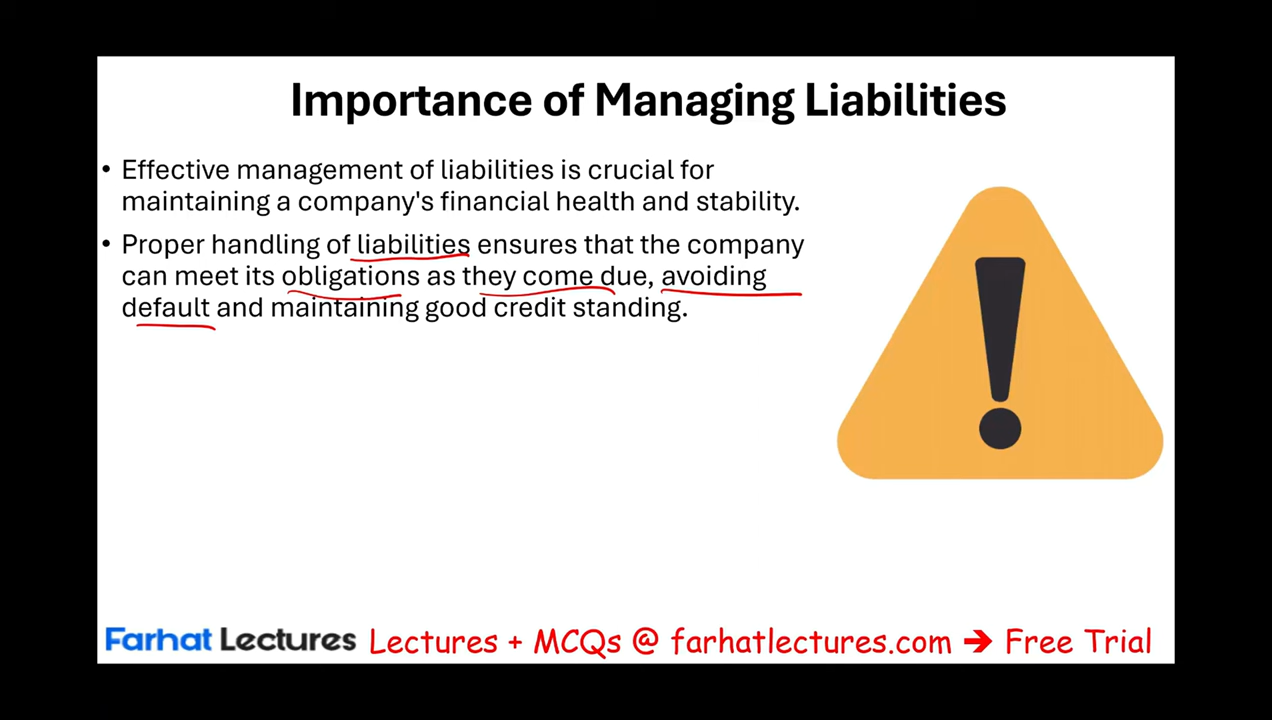 Importance of Managing Liabilities
• Effective management of liabilities is crucial for
maintaining a company's financial health and stability.
• Proper handling of liabilities ensures that the company
can meet its obligations as they come due, avoiding
default and maintaining good credit standing.
Farhat Lectures Lectures + MCQs @ farhatlectures.com → Free Trial